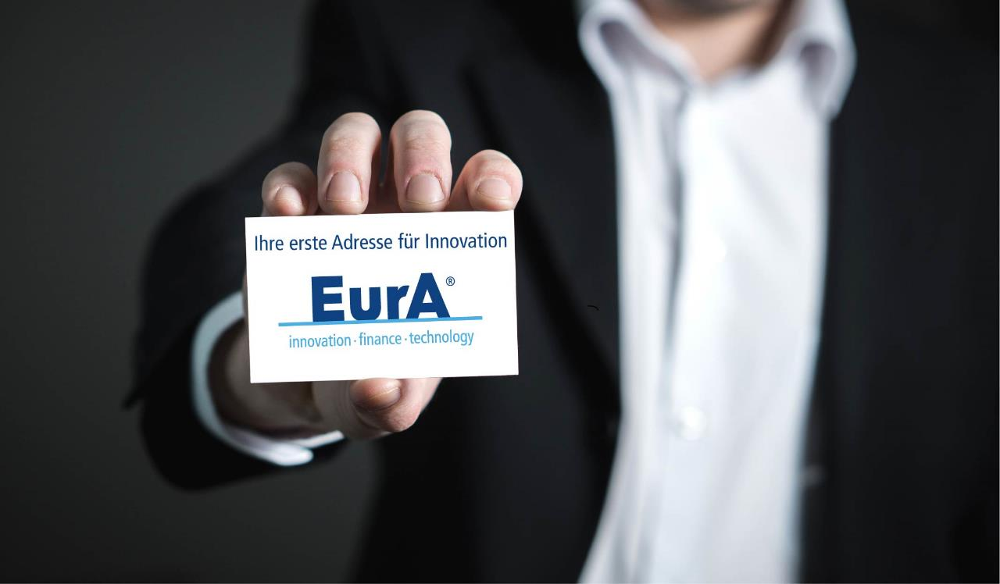 Ihre erste Adresse für Innovation
EurA®
innovation · finance · technology